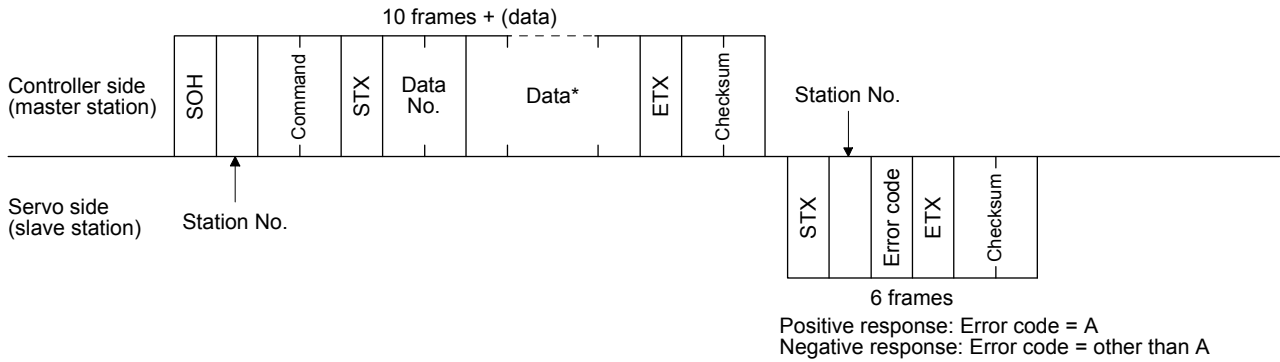 10 frames + (data)
Controller side
(master station)
SOH
Command
STX
Data
No.
Data*
ETX
Checksum
Station No.
Servo side
(slave station)
Station No.
STX
Error code
ETX
Checksum
6 frames
Positive response: Error code = A
Negative response: Error code = other than A